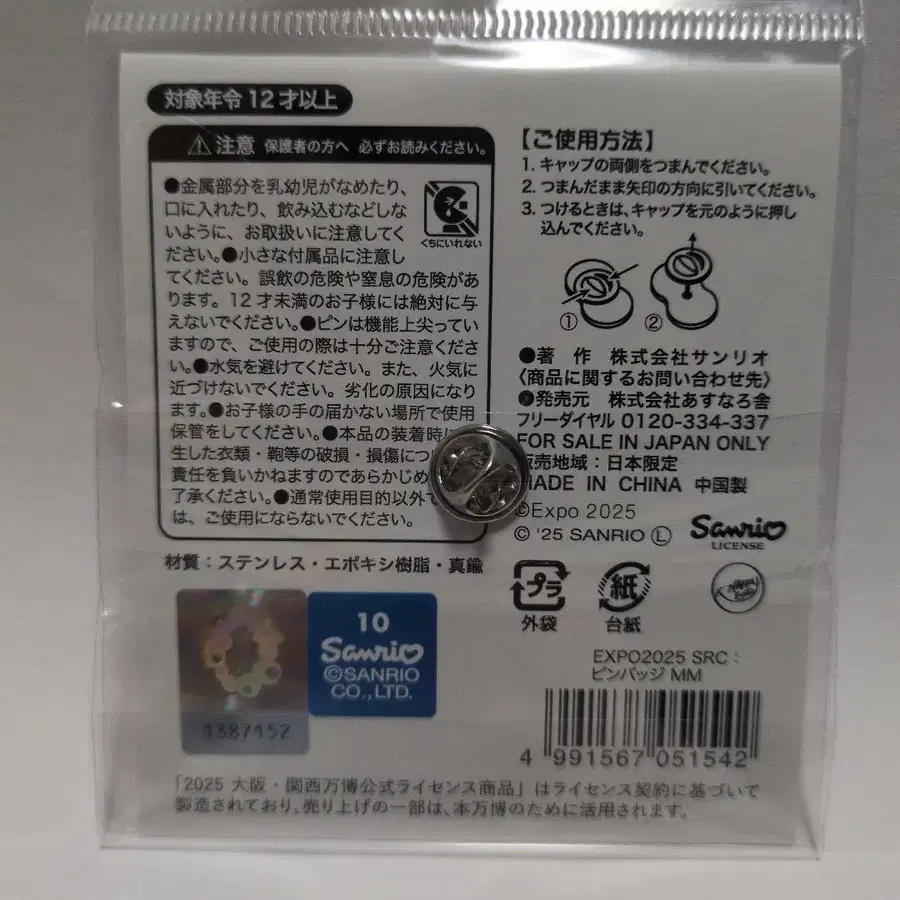 対象年令12才以上
⚠注意 保護者の方へ 必ずお読みください。
●金属部分を乳幼児がなめたり、
口に入れたり、飲み込むなどしな
いように、お取扱いに注意してく
ださい。●小さな付属品に注意し
てください。誤飲の危険や窒息の危険があ
ります。12才未満のお子様には絶対に与
えないでください。●ピンは機能上尖ってい
ますので、ご使用の際は十分ご注意くださ
い。●水気を避けてください。また、火気に
近づけないでください。劣化の原因になり
ます。●お子様の手の届かない場所で使用
保管をしてください。●本品の装着時に
生した衣類・鞄等の破損・損傷につ
責任を負いかねますのであらかじめ
了承ください。●通常使用目的以外
は、ご使用にならないでください。
くちにいれない
材質：ステンレス・エポキシ樹脂・真鍮
【ご使用方法】
1. キャップの両側をつまんでください。
2. つまんだまま矢印の方向に引いてください。
3. つけるときは、キャップを元のように押し
込んでください。
① ②
●著 作 株式会社サンリオ
〈商品に関するお問い合わせ先〉
●発売元 株式会社あすなろ舎
フリーダイヤル 0120-334-337
FOR SALE IN JAPAN ONLY
販売地域：日本限定
MADE IN CHINA 中国製
©Expo 2025
© '25 SANRIO Ⓛ
Sanrio
LICENSE
プラ
外袋
紙
台紙
1387152
10
Sanrio
©SANRIO
CO.,LTD.
EXPO2025 SRC：
ピンバッジ MM
4 991567 051542
「2025 大阪・関西万博公式ライセンス商品」はライセンス契約に基づいて
製造されており、売り上げの一部は、本万博のために活用されます。